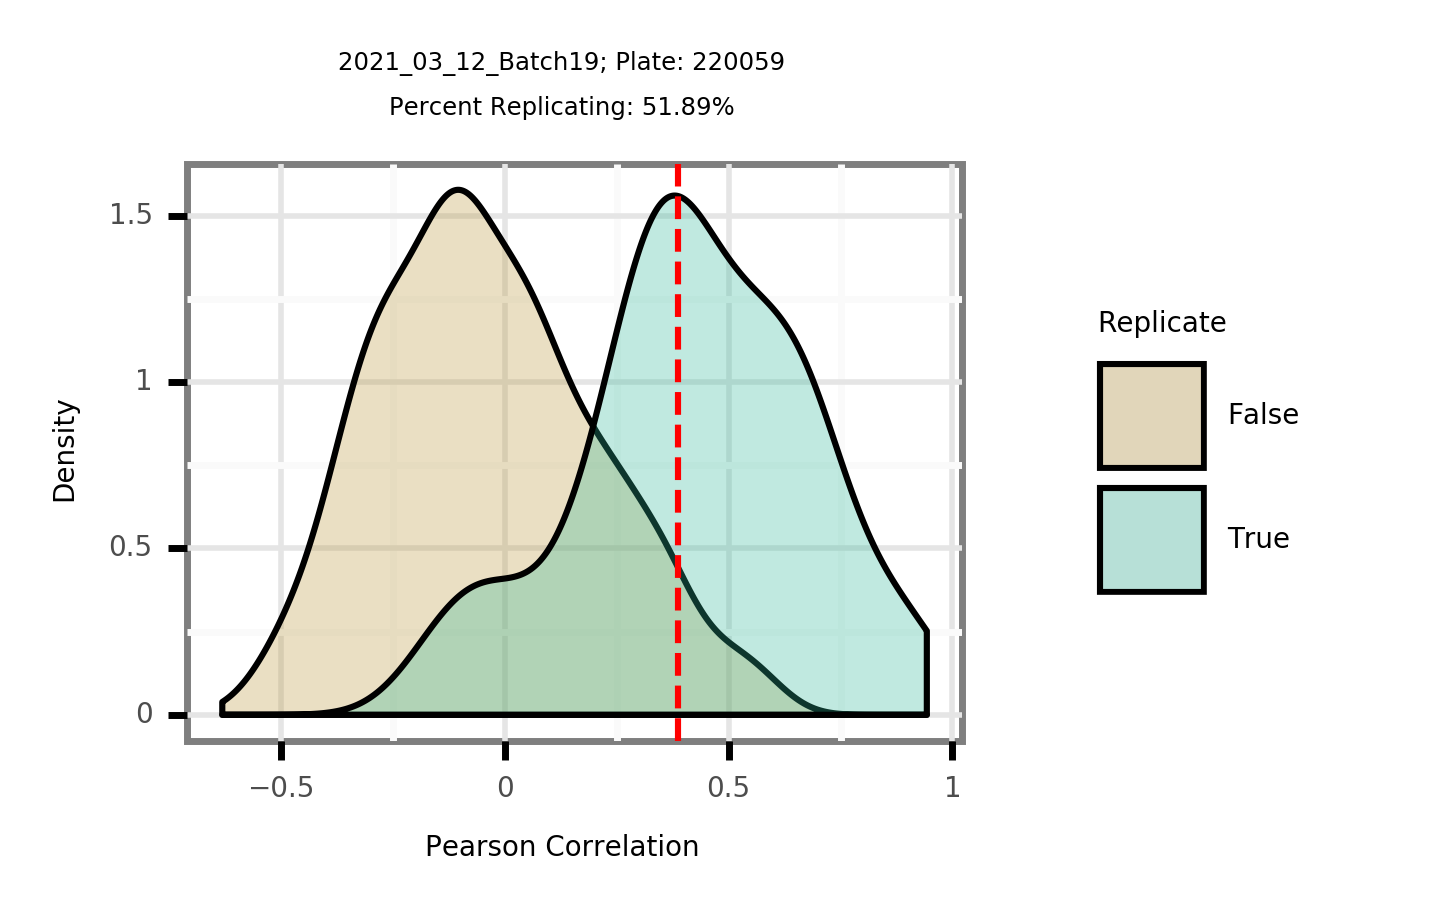 2021_03_12_Batch19; Plate: 220059
Percent Replicating: 51.89%
Density
1.5
1
0.5
0
−0.5 0 0.5 1
Pearson Correlation
Replicate
False
True